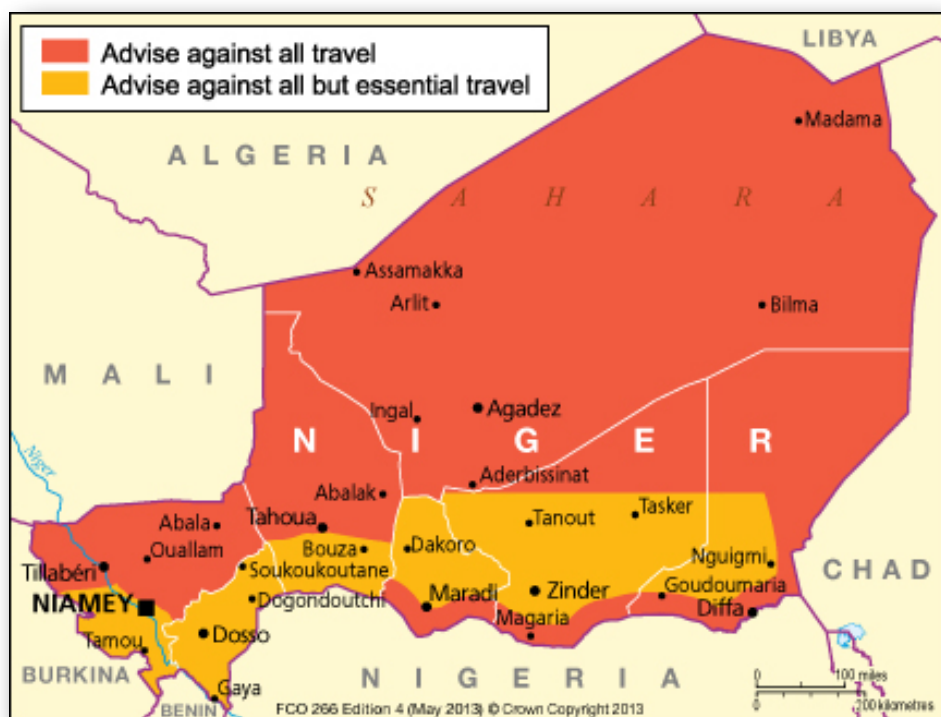 Advise against all travel
Advise against all but essential travel
LIBYA
Madama
ALGERIA
SAHARA
Assamakka
Arlit
Bilma
MALI
Ingal
Agadez
NIGER
Niger
Aderbissinat
Abalak
Abala
Tahoua
Tanout
Tasker
Ouallam
Bouza
Dakoro
Nguigmi
Tillabéri
Soukoukoutane
CHAD
NIAMEY
Dogondoutchi
Maradi
Zinder
Goudoumaria
Diffa
Tamou
Dosso
Magaria
BURKINA
NIGERIA
0 100 miles
Gaya
BENIN
FCO 266 Edition 4 (May 2013) © Crown Copyright 2013
0 200 kilometres